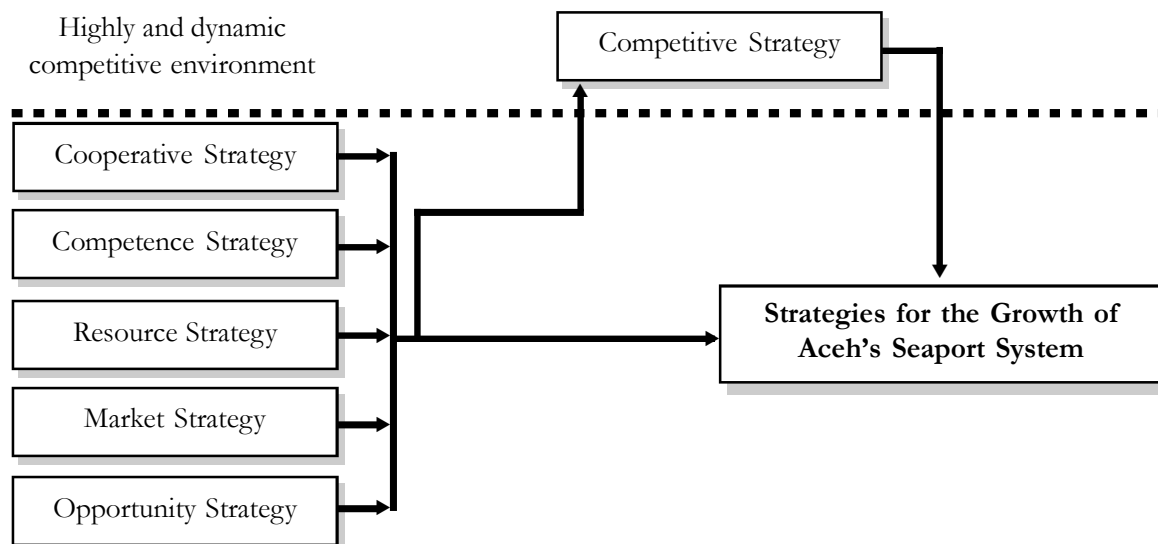 Highly and dynamic
competitive environment
Competitive Strategy
Cooperative Strategy
Competence Strategy
Resource Strategy
Market Strategy
Opportunity Strategy
Strategies for the Growth of
Aceh’s Seaport System